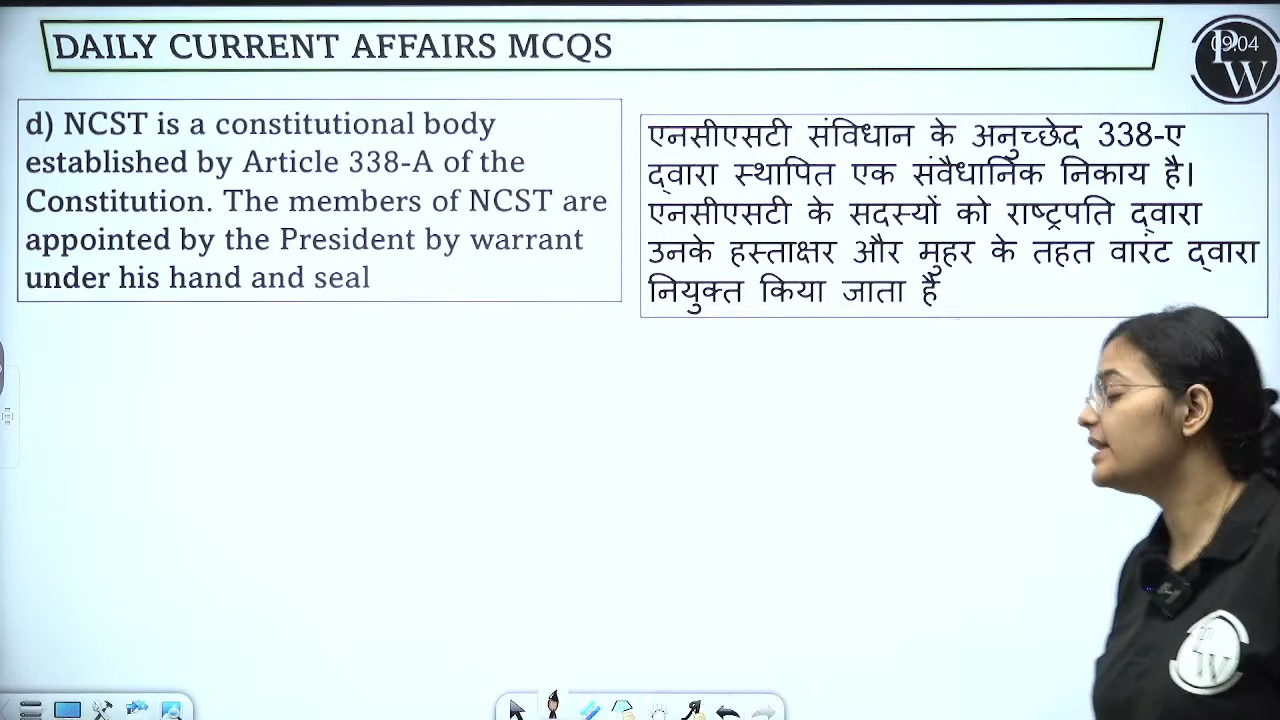 DAILY CURRENT AFFAIRS MCQS
09:04
PW
d) NCST is a constitutional body
established by Article 338-A of the
Constitution. The members of NCST are
appointed by the President by warrant
under his hand and seal
एनसीएसटी संविधान के अनुच्छेद 338-ए
द्वारा स्थापित एक संवैधानिक निकाय है।
एनसीएसटी के सदस्यों को राष्ट्रपति द्वारा
उनके हस्ताक्षर और मुहर के तहत वारंट द्वारा
नियुक्त किया जाता है
PW